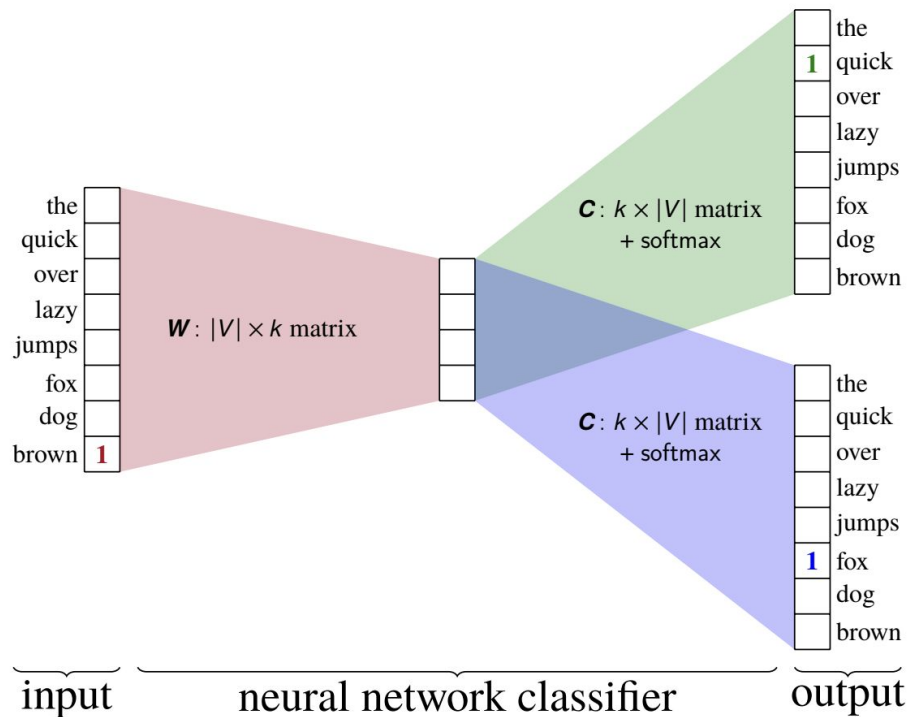 the
quick
over
lazy
jumps
fox
dog
brown 1
W : |V| × k matrix
C : k × |V| matrix
+ softmax
C : k × |V| matrix
+ softmax
the
1 quick
over
lazy
jumps
fox
dog
brown
the
quick
over
lazy
jumps
1 fox
dog
brown
input
neural network classifier
output